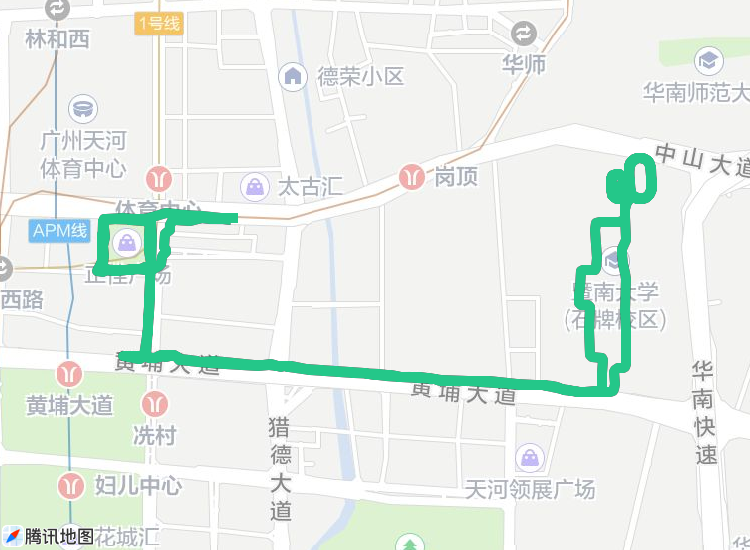 林和西
1号线
华师
德荣小区
华南师范大
广州天河
体育中心
中山大道
岗顶
太古汇
体育中心
APM线
正佳广场
西路
暨南大学
(石牌校区)
黄埔大道
黄埔大道
华南快速
黄埔大道
冼村
猎德大道
妇儿中心
天河领展广场
花城汇
腾讯地图